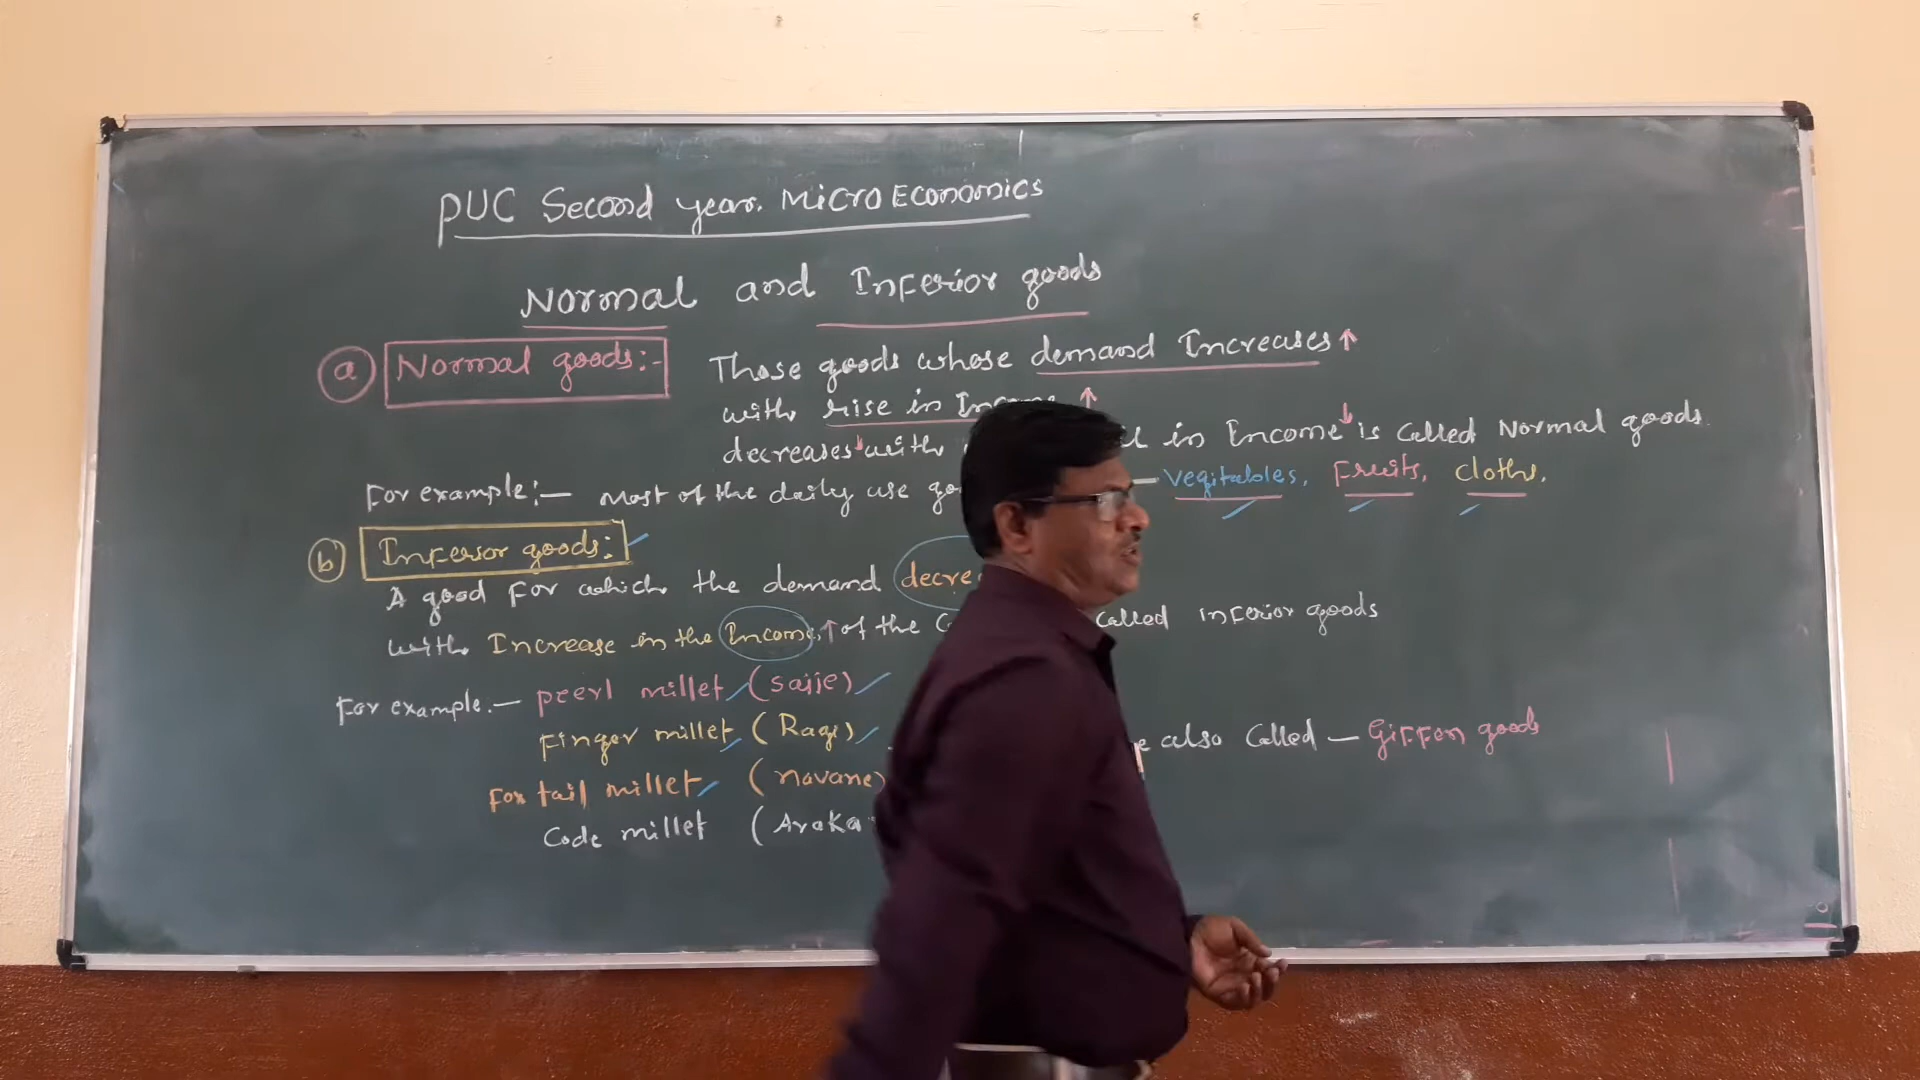 PUC Second year. Micro Economics
Normal and Inferior goods
a Normal goods:- Those goods whose demand Increases ↑
with rise in ↑
decreases ↓ with in Income ↓ is called Normal goods.
For example:— Most of the daily use — vegitables, Fruits, cloths.
b Inferior goods:
A good for which the demand
with Increase in the Income ↑ of the called inferior goods
For example:— peerl millet (sajje)
Finger millet (Ragi) also called — Giffen goods
Fox tail millet (navane)
Code millet (Araka